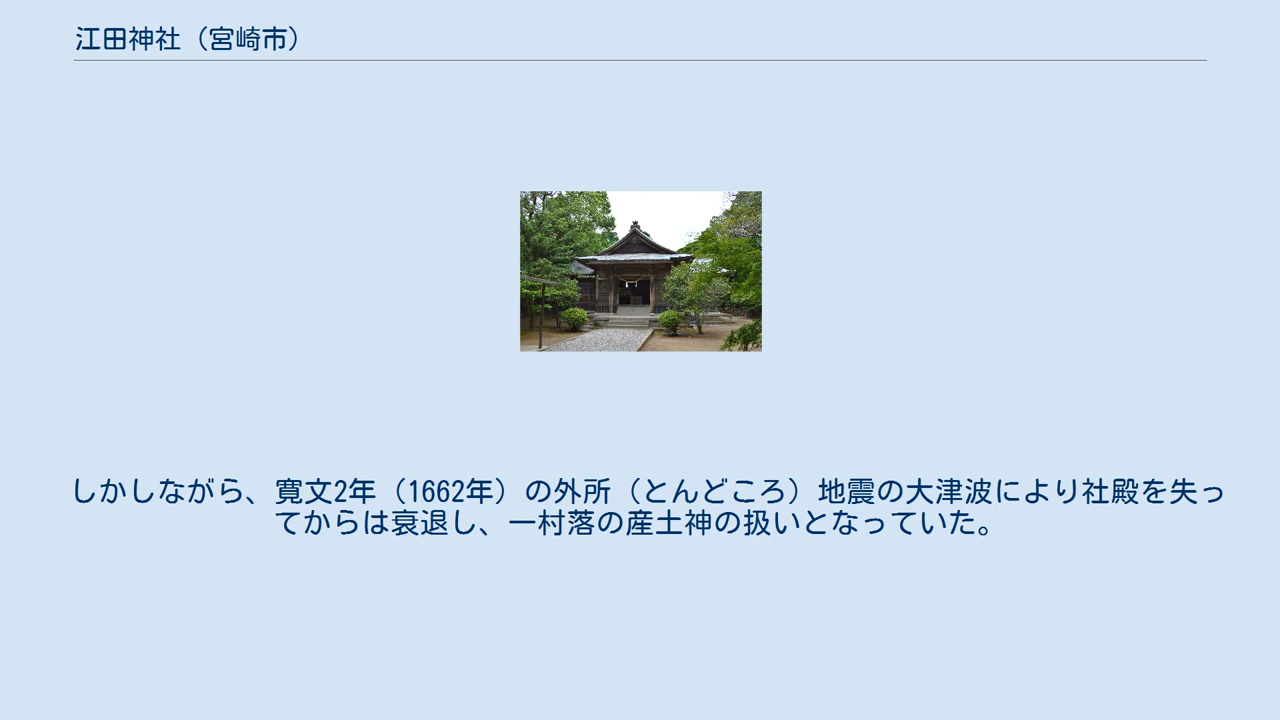 江田神社（宮崎市）
しかしながら、寛文2年（1662年）の外所（とんどころ）地震の大津波により社殿を失っ
てからは衰退し、一村落の産土神の扱いとなっていた。